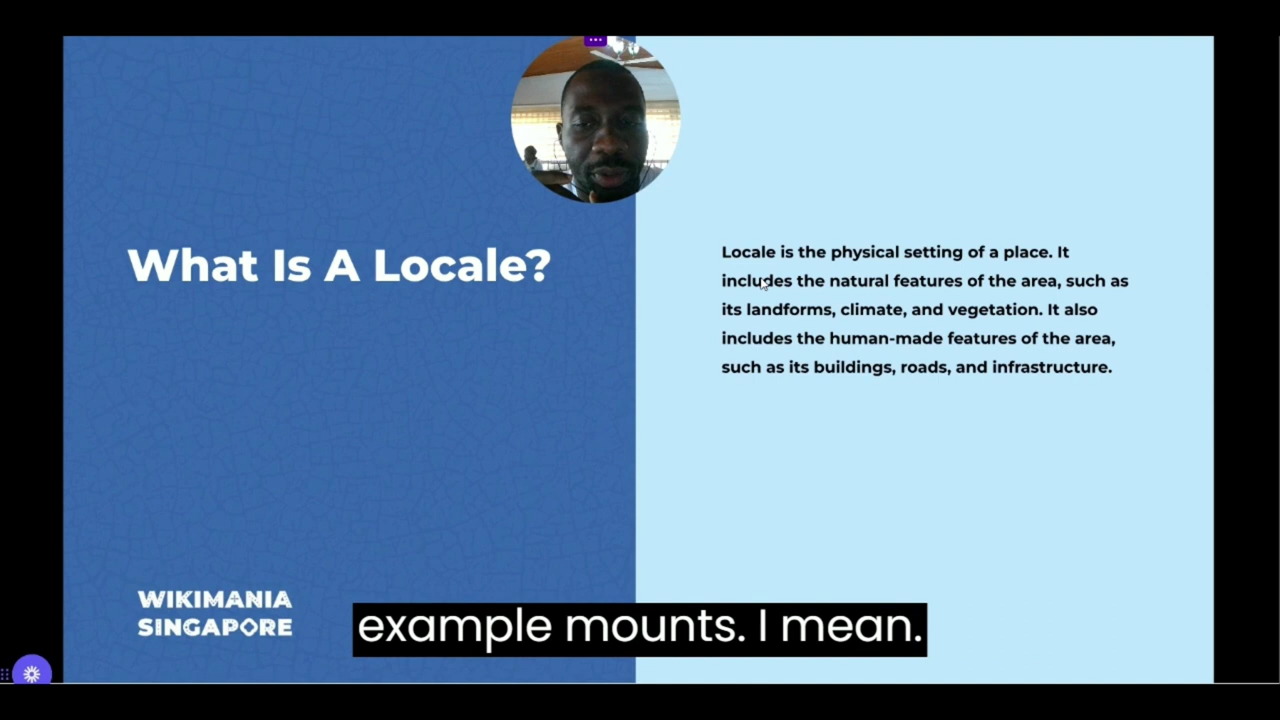 What Is A Locale?
Locale is the physical setting of a place. It
includes the natural features of the area, such as
its landforms, climate, and vegetation. It also
includes the human-made features of the area,
such as its buildings, roads, and infrastructure.
WIKIMANIA
SINGAPORE
example mounts. I mean.